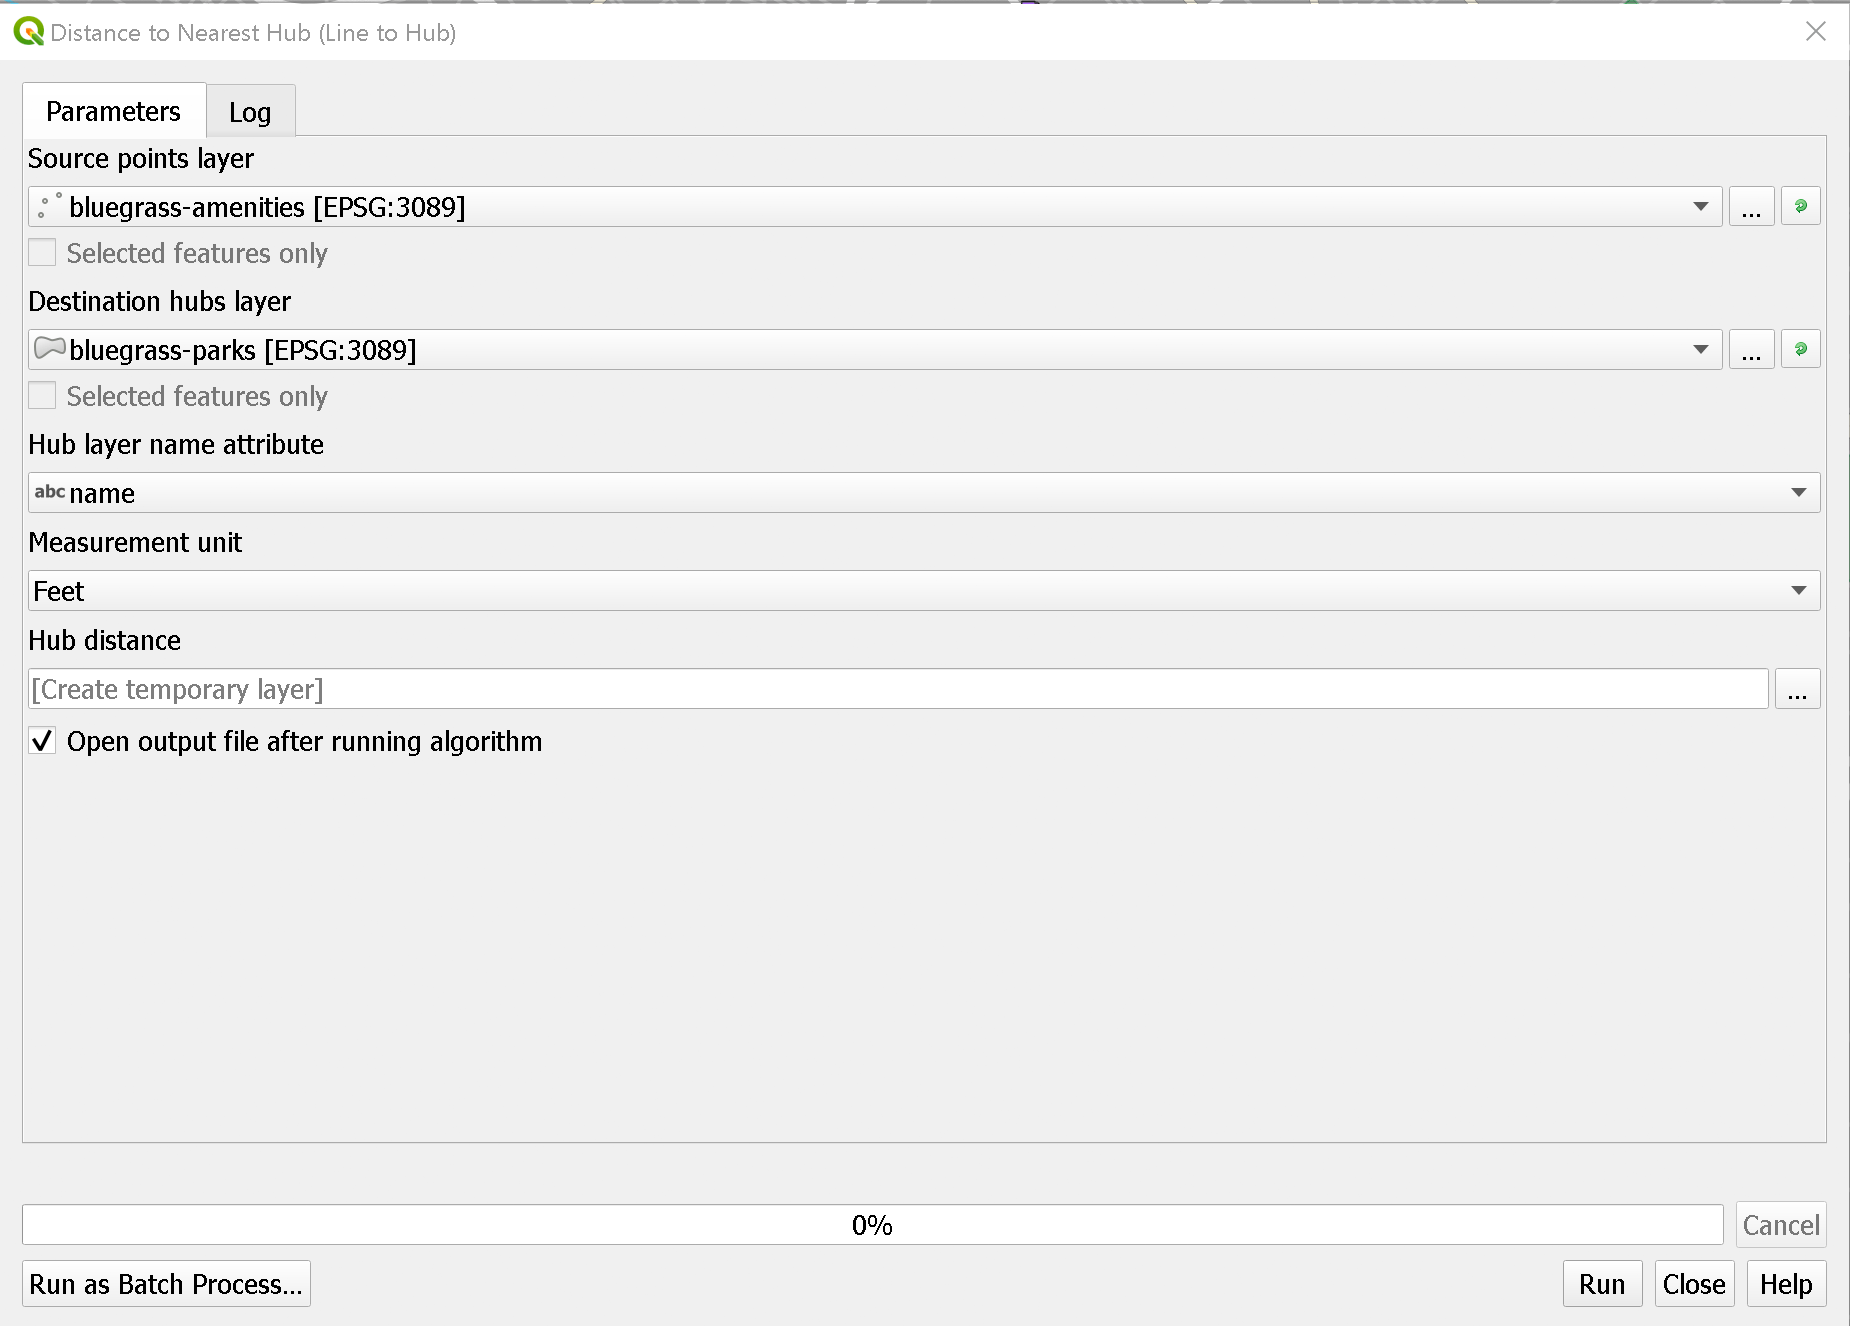 Distance to Nearest Hub (Line to Hub)
Parameters
Log
Source points layer
bluegrass-amenities [EPSG:3089]
...
Selected features only
Destination hubs layer
bluegrass-parks [EPSG:3089]
...
Selected features only
Hub layer name attribute
abc name
Measurement unit
Feet
Hub distance
[Create temporary layer]
...
Open output file after running algorithm
0%
Cancel
Run as Batch Process...
Run
Close
Help